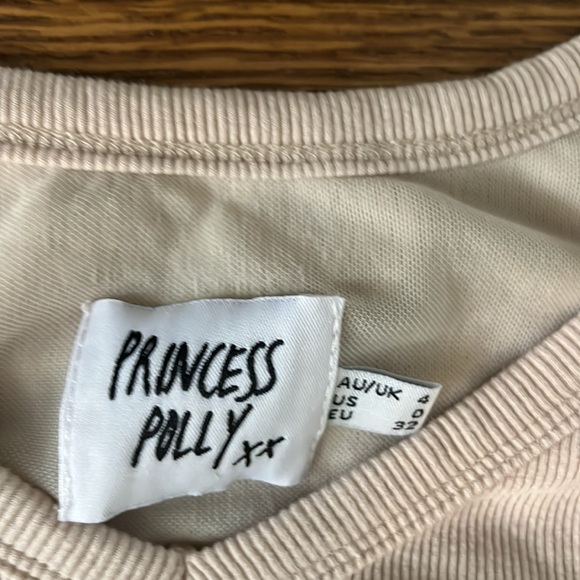 PRINCESS
POLLY xx
AU/UK 4
US 0
EU 32